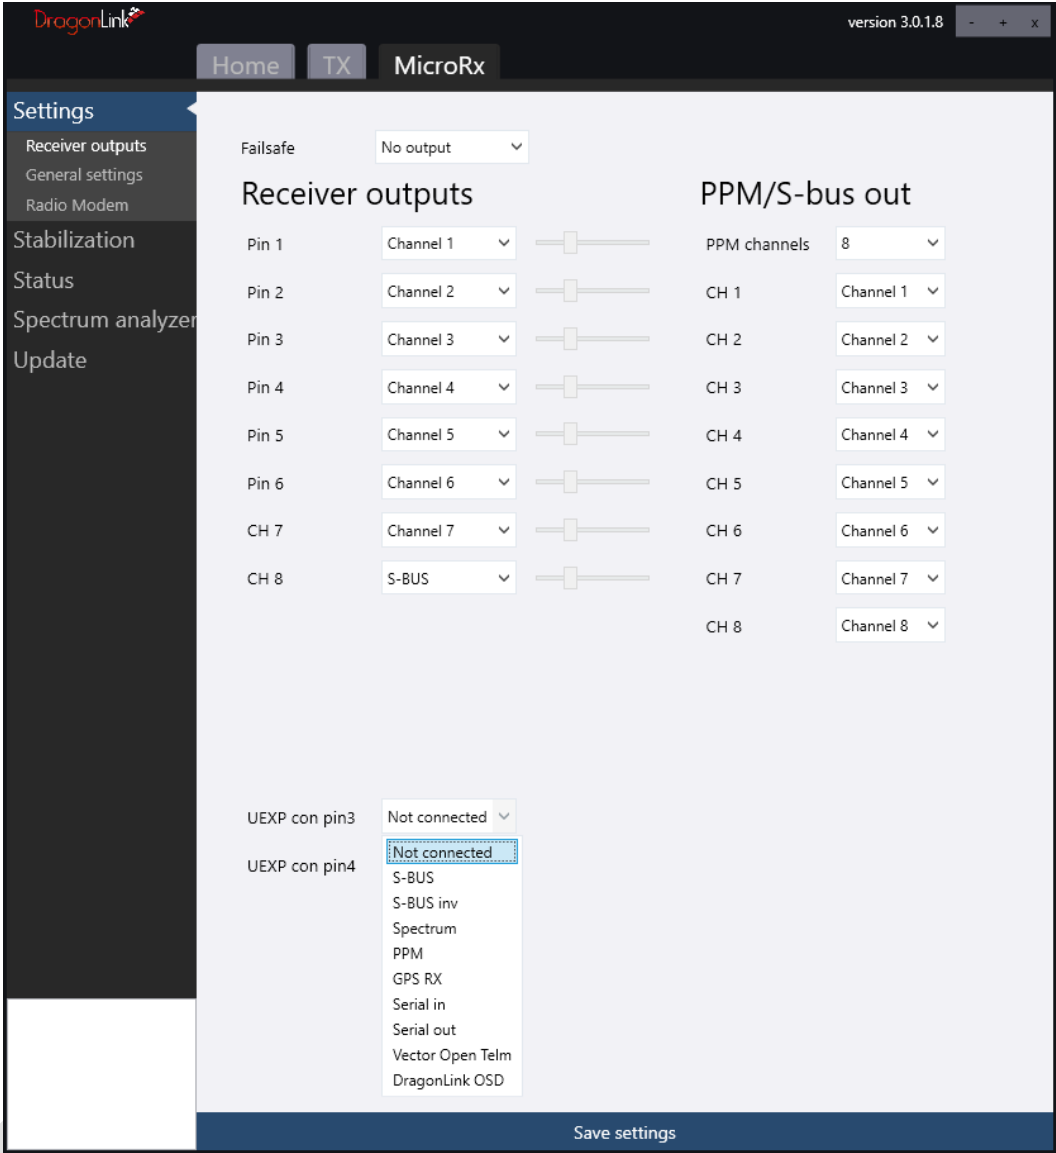 DragonLink
version 3.0.1.8
- + x
Home TX MicroRx
Settings
Receiver outputs
General settings
Radio Modem
Stabilization
Status
Spectrum analyzer
Update
Failsafe No output
Receiver outputs
Pin 1 Channel 1
Pin 2 Channel 2
Pin 3 Channel 3
Pin 4 Channel 4
Pin 5 Channel 5
Pin 6 Channel 6
CH 7 Channel 7
CH 8 S-BUS
PPM/S-bus out
PPM channels 8
CH 1 Channel 1
CH 2 Channel 2
CH 3 Channel 3
CH 4 Channel 4
CH 5 Channel 5
CH 6 Channel 6
CH 7 Channel 7
CH 8 Channel 8
UEXP con pin3 Not connected
UEXP con pin4
Not connected
S-BUS
S-BUS inv
Spectrum
PPM
GPS RX
Serial in
Serial out
Vector Open Telm
DragonLink OSD
Save settings